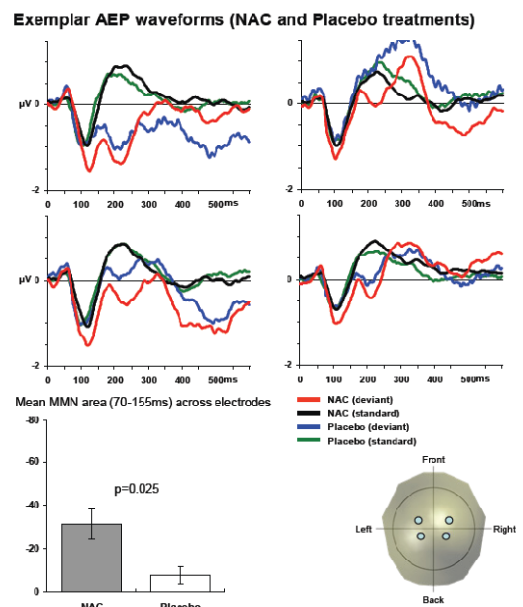 Exemplar AEP waveforms (NAC and Placebo treatments)
µV 0
-2
0 100 200 300 400 500ms
0
-2
0 100 200 300 400 500ms
µV 0
-2
0 100 200 300 400 500ms
0
-2
0 100 200 300 400 500ms
Mean MMN area (70-155ms) across electrodes
NAC (deviant)
NAC (standard)
Placebo (deviant)
Placebo (standard)
-80
-60
-40
-20
0
p=0.025
NAC Placebo
Front
Left
Right
Back